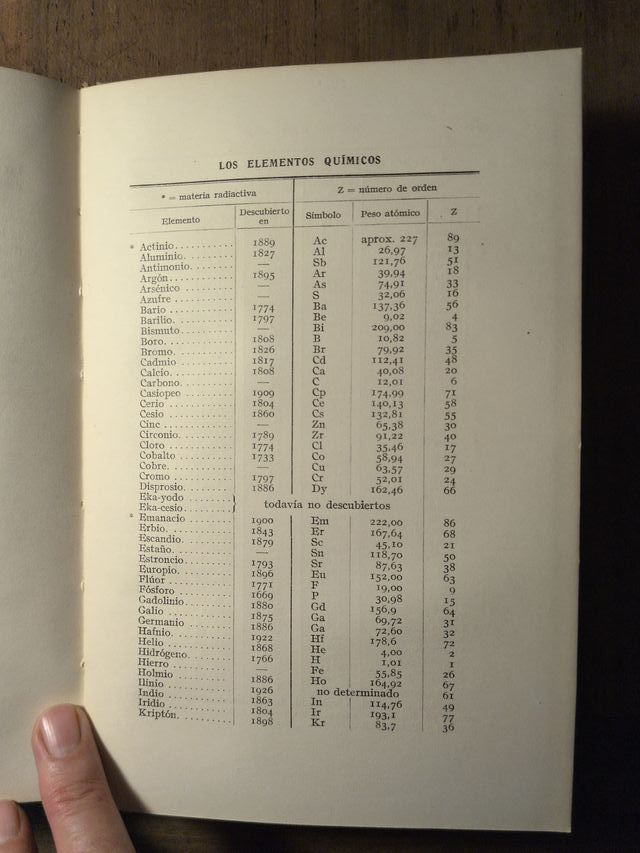 LOS ELEMENTOS QUÍMICOS
* = materia radiactiva Z = número de orden
Elemento Descubierto en Símbolo Peso atómico Z
* Actinio 1889 Ac aprox. 227 89
Aluminio 1827 Al 26,97 13
Antimonio — Sb 121,76 51
Argón 1895 Ar 39,94 18
Arsénico — As 74,91 33
Azufre — S 32,06 16
Bario 1774 Ba 137,36 56
Barilio 1797 Be 9,02 4
Bismuto — Bi 209,00 83
Boro 1808 B 10,82 5
Bromo 1826 Br 79,92 35
Cadmio 1817 Cd 112,41 48
Calcio 1808 Ca 40,08 20
Carbono — C 12,01 6
Casiopeo 1909 Cp 174,99 71
Cerio 1804 Ce 140,13 58
Cesio 1860 Cs 132,81 55
Cinc — Zn 65,38 30
Circonio 1789 Zr 91,22 40
Cloro 1774 Cl 35,46 17
Cobalto 1733 Co 58,94 27
Cobre — Cu 63,57 29
Cromo 1797 Cr 52,01 24
Disprosio 1886 Dy 162,46 66
Eka-yodo
Eka-cesio } todavía no descubiertos
* Emanacio 1900 Em 222,00 86
Erbio 1843 Er 167,64 68
Escandio 1879 Sc 45,10 21
Estaño — Sn 118,70 50
Estroncio 1793 Sr 87,63 38
Europio 1896 Eu 152,00 63
Flúor 1771 F 19,00 9
Fósforo 1669 P 30,98 15
Gadolinio 1880 Gd 156,9 64
Galio 1875 Ga 69,72 31
Germanio 1886 Ga 72,60 32
Hafnio 1922 Hf 178,6 72
Helio 1868 He 4,00 2
Hidrógeno 1766 H 1,01 1
Hierro — Fe 55,85 26
Holmio 1886 Ho 164,92 67
Ilinio 1926 no determinado 61
Indio 1863 In 114,76 49
Iridio 1804 Ir 193,1 77
Kriptón 1898 Kr 83,7 36